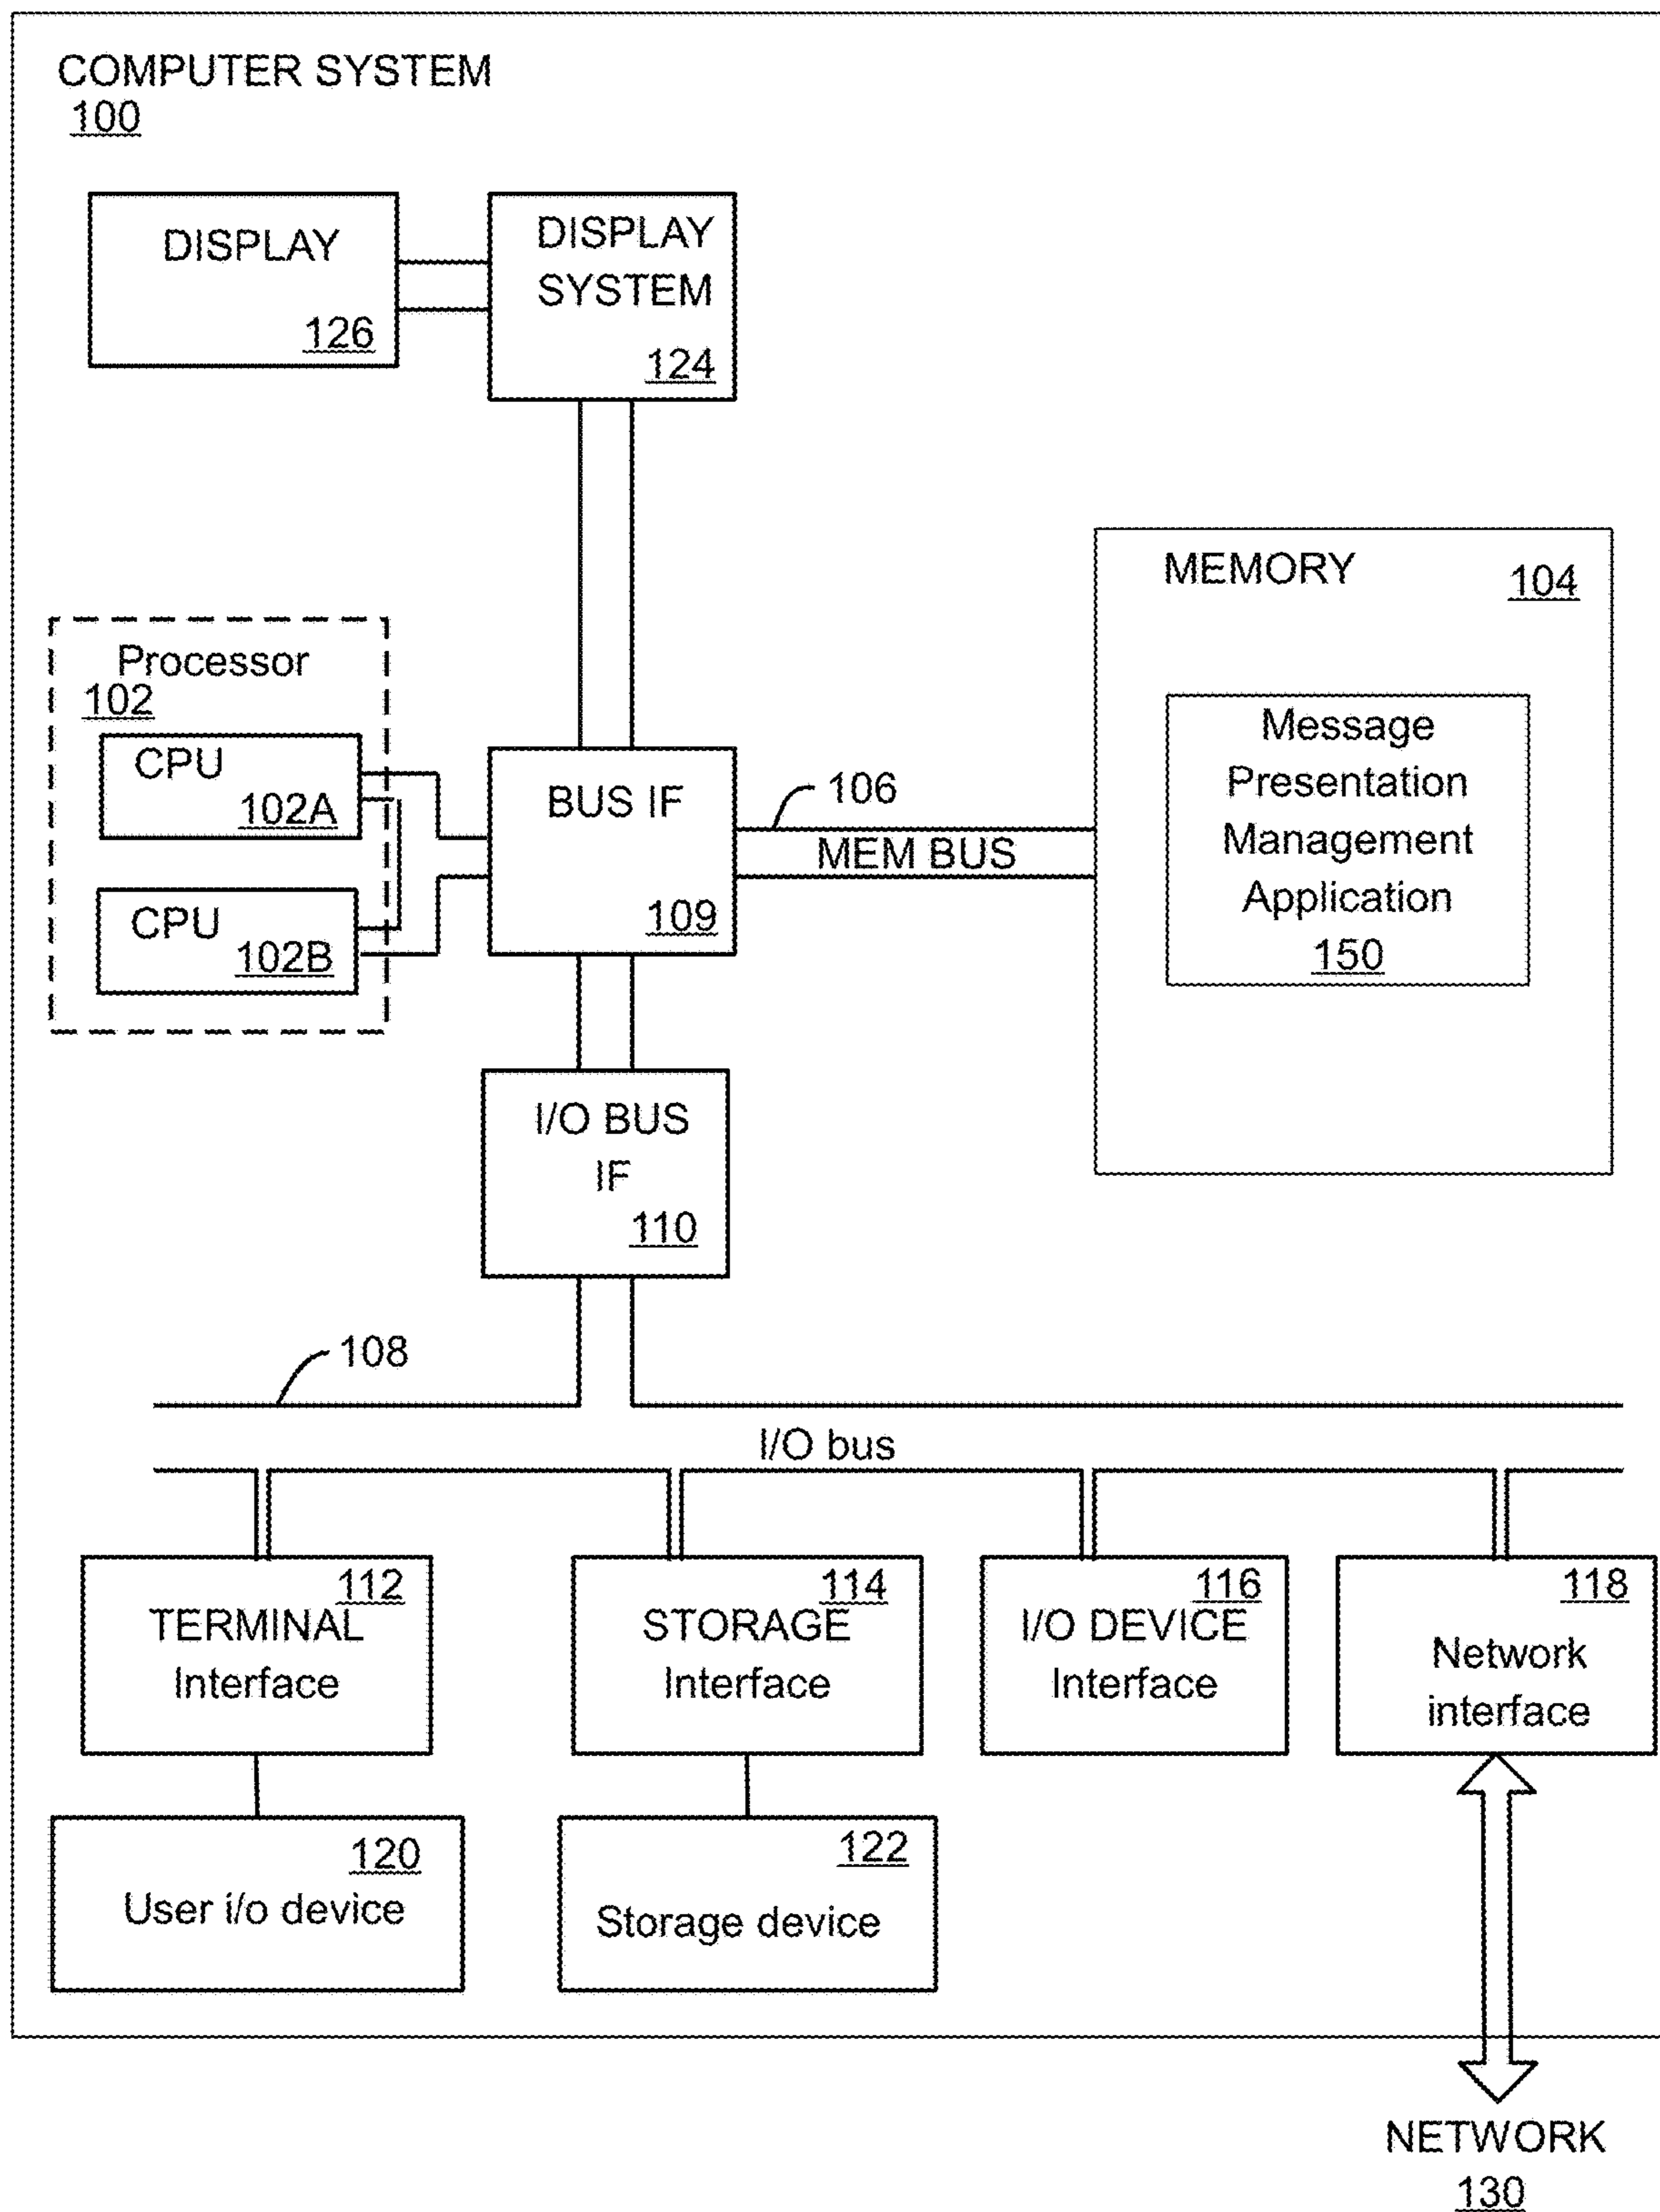 COMPUTER SYSTEM
100
DISPLAY
126
DISPLAY
SYSTEM
124
MEMORY
104
Message
Presentation
Management
Application
150
Processor
102
CPU
102A
CPU
102B
BUS IF
109
106
MEM BUS
I/O BUS
IF
110
108
I/O bus
112
TERMINAL
Interface
114
STORAGE
Interface
116
I/O DEVICE
Interface
118
Network
interface
120
User i/o device
122
Storage device
NETWORK
130